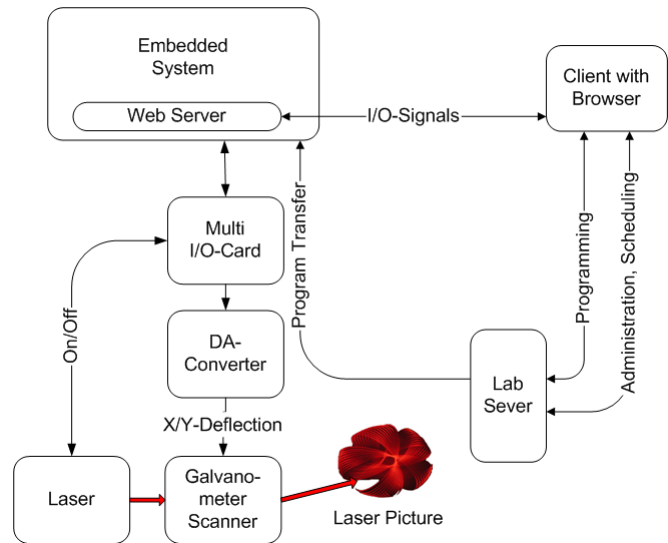 Embedded
System
Web Server
I/O-Signals
Client with
Browser
Multi
I/O-Card
Program Transfer
Programming
Administration, Scheduling
On/Off
DA-
Converter
Lab
Sever
X/Y-Deflection
Laser
Galvano-
meter
Scanner
Laser Picture